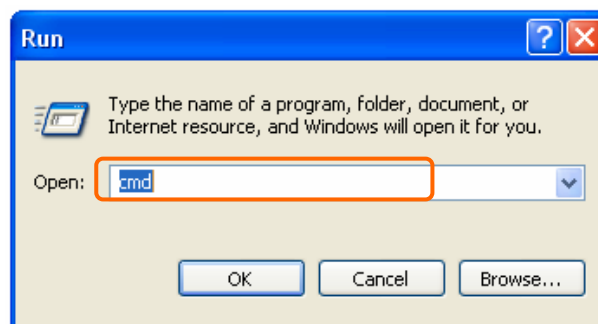 Run
Type the name of a program, folder, document, or
Internet resource, and Windows will open it for you.
Open: cmd
OK Cancel Browse...